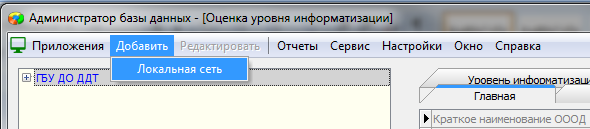 Администратор базы данных - [Оценка уровня информатизации]
Приложения Добавить Редактировать Отчеты Сервис Настройки Окно Справка
Локальная сеть
ГБУ ДО ДДТ
Уровень информатизаци
Главная
Краткое наименование ОООД